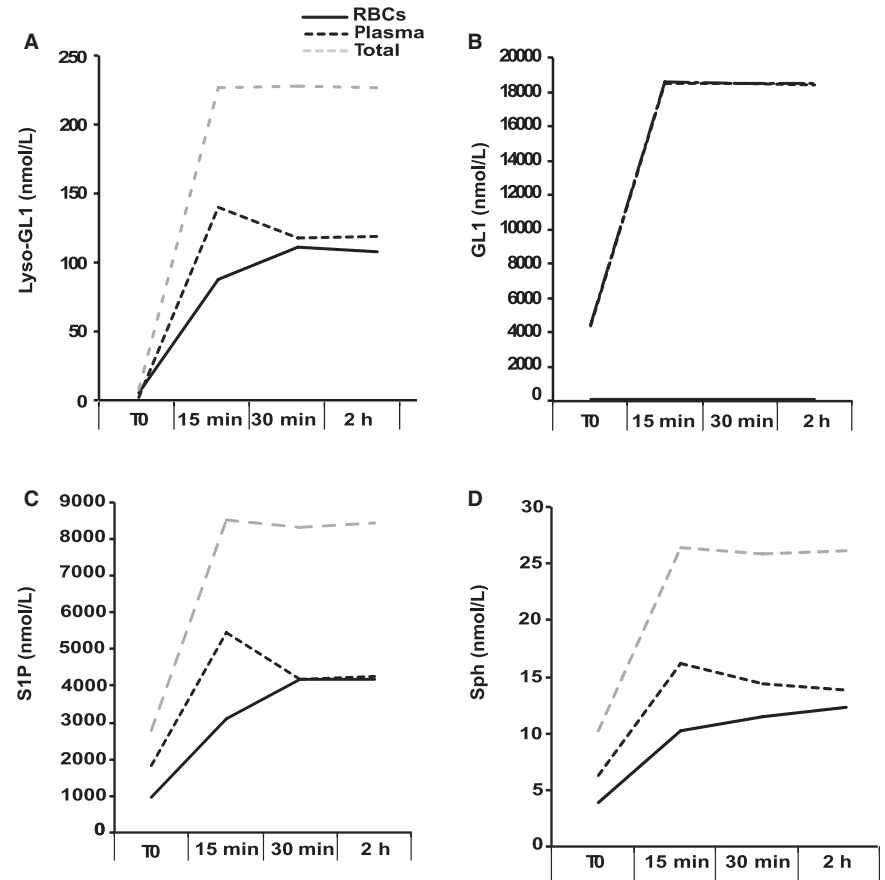 RBCs
Plasma
Total
A
250
200
150
100
50
0
Lyso-GL1 (nmol/L)
T0 15 min 30 min 2 h
B
20000
18000
16000
14000
12000
10000
8000
6000
4000
2000
0
GL1 (nmol/L)
T0 15 min 30 min 2 h
C
9000
8000
7000
6000
5000
4000
3000
2000
1000
0
S1P (nmol/L)
T0 15 min 30 min 2 h
D
30
25
20
15
10
5
0
Sph (nmol/L)
T0 15 min 30 min 2 h